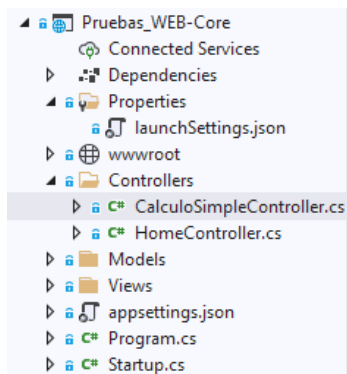 Pruebas_WEB-Core
Connected Services
Dependencies
Properties
launchSettings.json
wwwroot
Controllers
C# CalculoSimpleController.cs
C# HomeController.cs
Models
Views
appsettings.json
C# Program.cs
C# Startup.cs